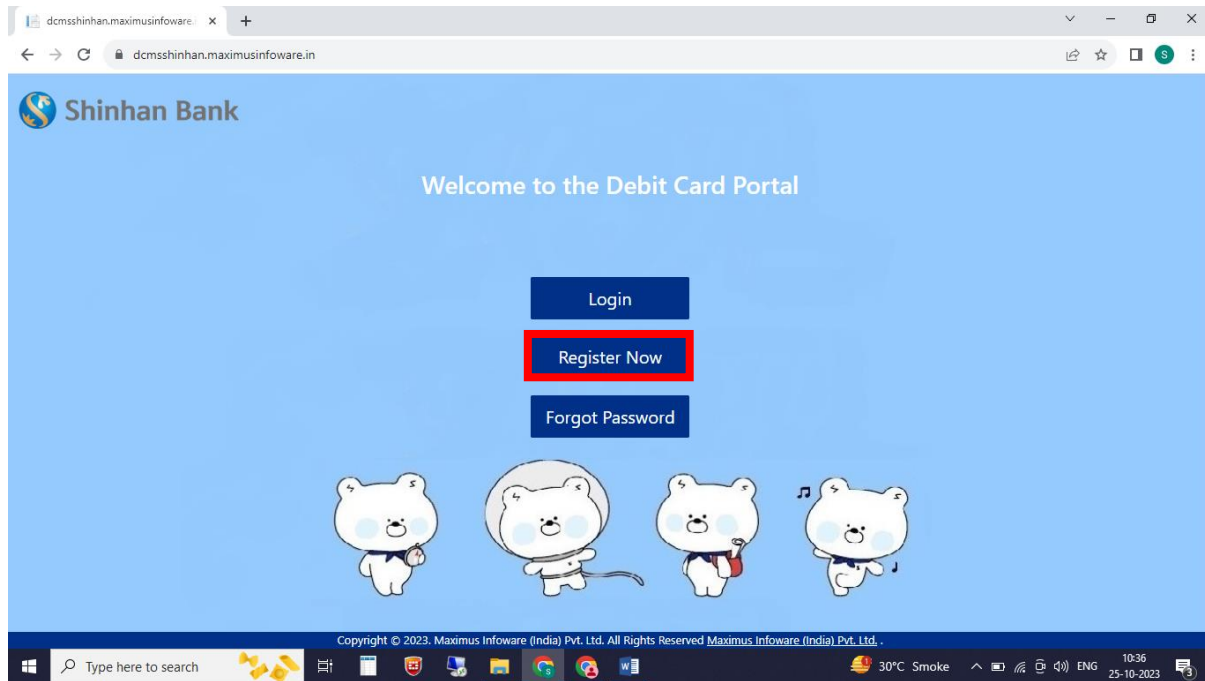 dcmsshinhan.maximusinfoware.i
dcmsshinhan.maximusinfoware.in
S
Shinhan Bank
Welcome to the Debit Card Portal
Login
Register Now
Forgot Password
Copyright © 2023. Maximus Infoware (India) Pvt. Ltd. All Rights Reserved Maximus Infoware (India) Pvt. Ltd. .
Type here to search
30°C Smoke
ENG
10:36
25-10-2023
3